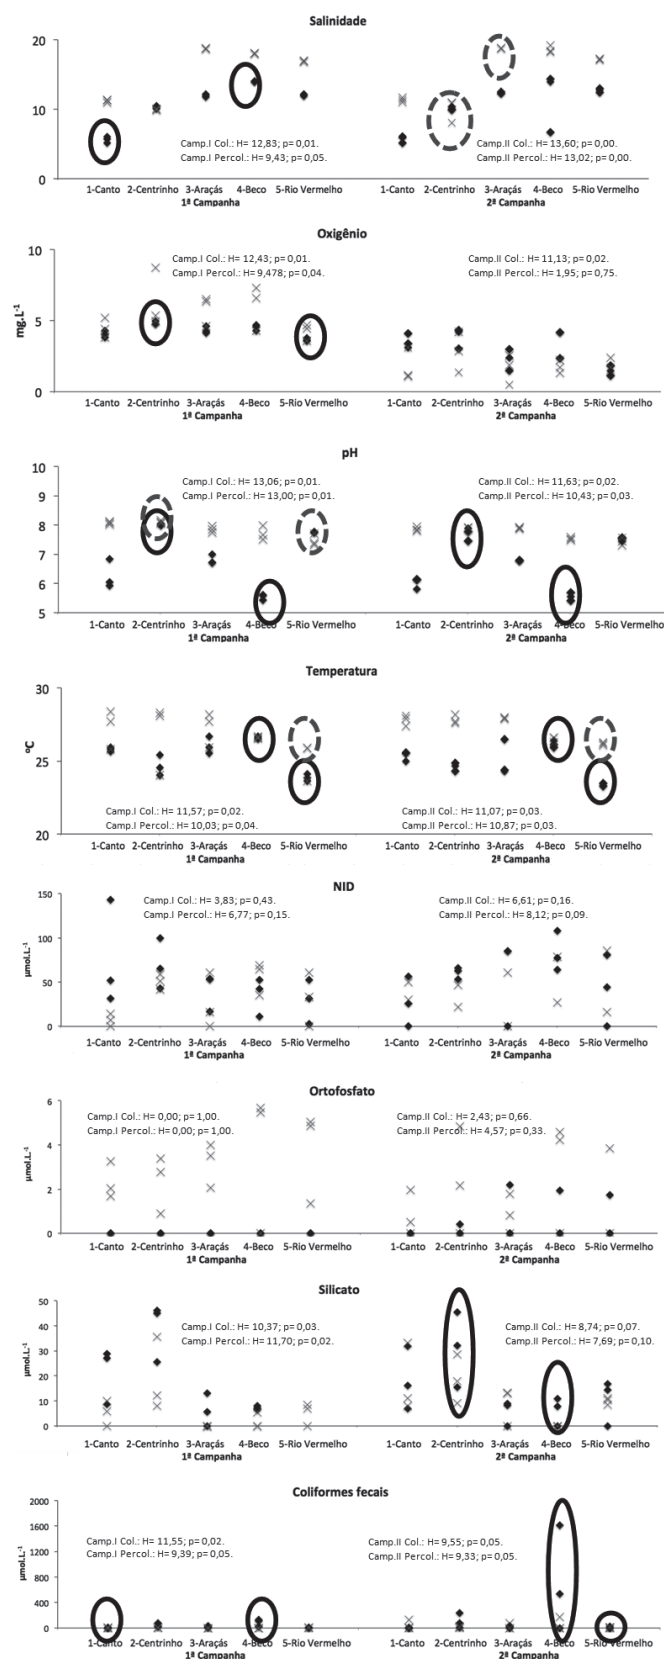 Salinidade
20
10
0
Camp.I Col.: H= 12,83; p= 0,01.
Camp.I Percol.: H= 9,43; p= 0,05.
Camp.II Col.: H= 13,60; p= 0,00.
Camp.II Percol.: H= 13,02; p= 0,00.
1-Canto 2-Centrinho 3-Araçás 4-Beco 5-Rio Vermelho 1-Canto 2-Centrinho 3-Araçás 4-Beco 5-Rio Vermelho
1ª Campanha 2ª Campanha
Oxigênio
mg.L-1
10
5
0
Camp.I Col.: H= 12,43; p= 0,01.
Camp.I Percol.: H= 9,478; p= 0,04.
Camp.II Col.: H= 11,13; p= 0,02.
Camp.II Percol.: H= 1,95; p= 0,75.
1-Canto 2-Centrinho 3-Araçás 4-Beco 5-Rio Vermelho 1-Canto 2-Centrinho 3-Araçás 4-Beco 5-Rio Vermelho
1ª Campanha 2ª Campanha
pH
10
9
8
7
6
5
Camp.I Col.: H= 13,06; p= 0,01.
Camp.I Percol.: H= 13,00; p= 0,01.
Camp.II Col.: H= 11,63; p= 0,02.
Camp.II Percol.: H= 10,43; p= 0,03.
1-Canto 2-Centrinho 3-Araçás 4-Beco 5-Rio Vermelho 1-Canto 2-Centrinho 3-Araçás 4-Beco 5-Rio Vermelho
1ª Campanha 2ª Campanha
Temperatura
ºC
30
25
20
Camp.I Col.: H= 11,57; p= 0,02.
Camp.I Percol.: H= 10,03; p= 0,04.
Camp.II Col.: H= 11,07; p= 0,03.
Camp.II Percol.: H= 10,87; p= 0,03.
1-Canto 2-Centrinho 3-Araçás 4-Beco 5-Rio Vermelho 1-Canto 2-Centrinho 3-Araçás 4-Beco 5-Rio Vermelho
1ª Campanha 2ª Campanha
NID
µmol.L-1
150
100
50
0
Camp.I Col.: H= 3,83; p= 0,43.
Camp.I Percol.: H= 6,77; p= 0,15.
Camp.II Col.: H= 6,61; p= 0,16.
Camp.II Percol.: H= 8,12; p= 0,09.
1-Canto 2-Centrinho 3-Araçás 4-Beco 5-Rio Vermelho 1-Canto 2-Centrinho 3-Araçás 4-Beco 5-Rio Vermelho
1ª Campanha 2ª Campanha
Ortofosfato
µmol.L-1
6
4
2
0
Camp.I Col.: H= 0,00; p= 1,00.
Camp.I Percol.: H= 0,00; p= 1,00.
Camp.II Col.: H= 2,43; p= 0,66.
Camp.II Percol.: H= 4,57; p= 0,33.
1-Canto 2-Centrinho 3-Araçás 4-Beco 5-Rio Vermelho 1-Canto 2-Centrinho 3-Araçás 4-Beco 5-Rio Vermelho
1ª Campanha 2ª Campanha
Silicato
µmol.L-1
50
40
30
20
10
0
Camp.I Col.: H= 10,37; p= 0,03.
Camp.I Percol.: H= 11,70; p= 0,02.
Camp.II Col.: H= 8,74; p= 0,07.
Camp.II Percol.: H= 7,69; p= 0,10.
1-Canto 2-Centrinho 3-Araçás 4-Beco 5-Rio Vermelho 1-Canto 2-Centrinho 3-Araçás 4-Beco 5-Rio Vermelho
1ª Campanha 2ª Campanha
Coliformes fecais
µmol.L-1
2000
1600
1200
800
400
0
Camp.I Col.: H= 11,55; p= 0,02.
Camp.I Percol.: H= 9,39; p= 0,05.
Camp.II Col.: H= 9,55; p= 0,05.
Camp.II Percol.: H= 9,33; p= 0,05.
1-Canto 2-Centrinho 3-Araçás 4-Beco 5-Rio Vermelho 1-Canto 2-Centrinho 3-Araçás 4-Beco 5-Rio Vermelho
1ª Campanha 2ª Campanha